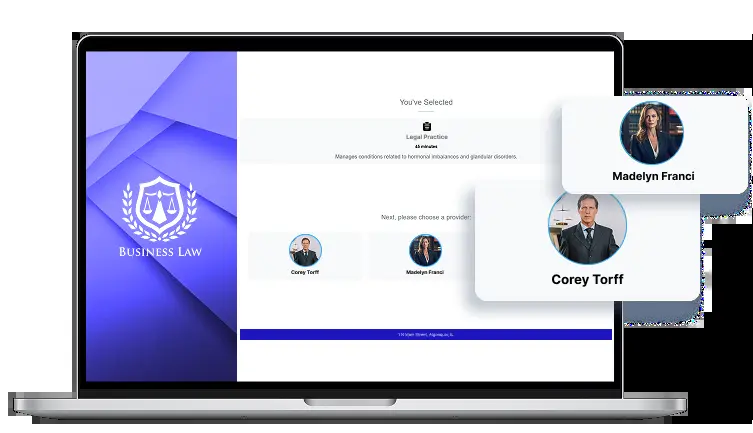 You've Selected
Legal Practice
45 minutes
Manages conditions related to hormonal imbalances and glandular disorders.
BUSINESS LAW
Next, please choose a provider:
Corey Torff
Madelyn Franci
Madelyn Franci
Corey Torff
Street,